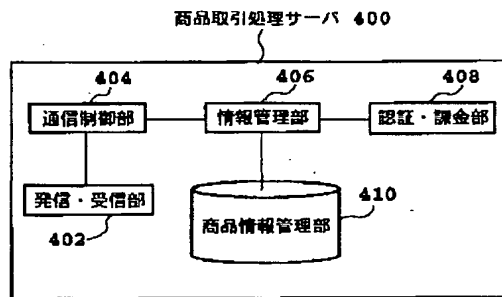 商品取引処理サーバ 400
404
406
408
通信制御部
情報管理部
認証・課金部
発信・受信部
402
商品情報管理部
410